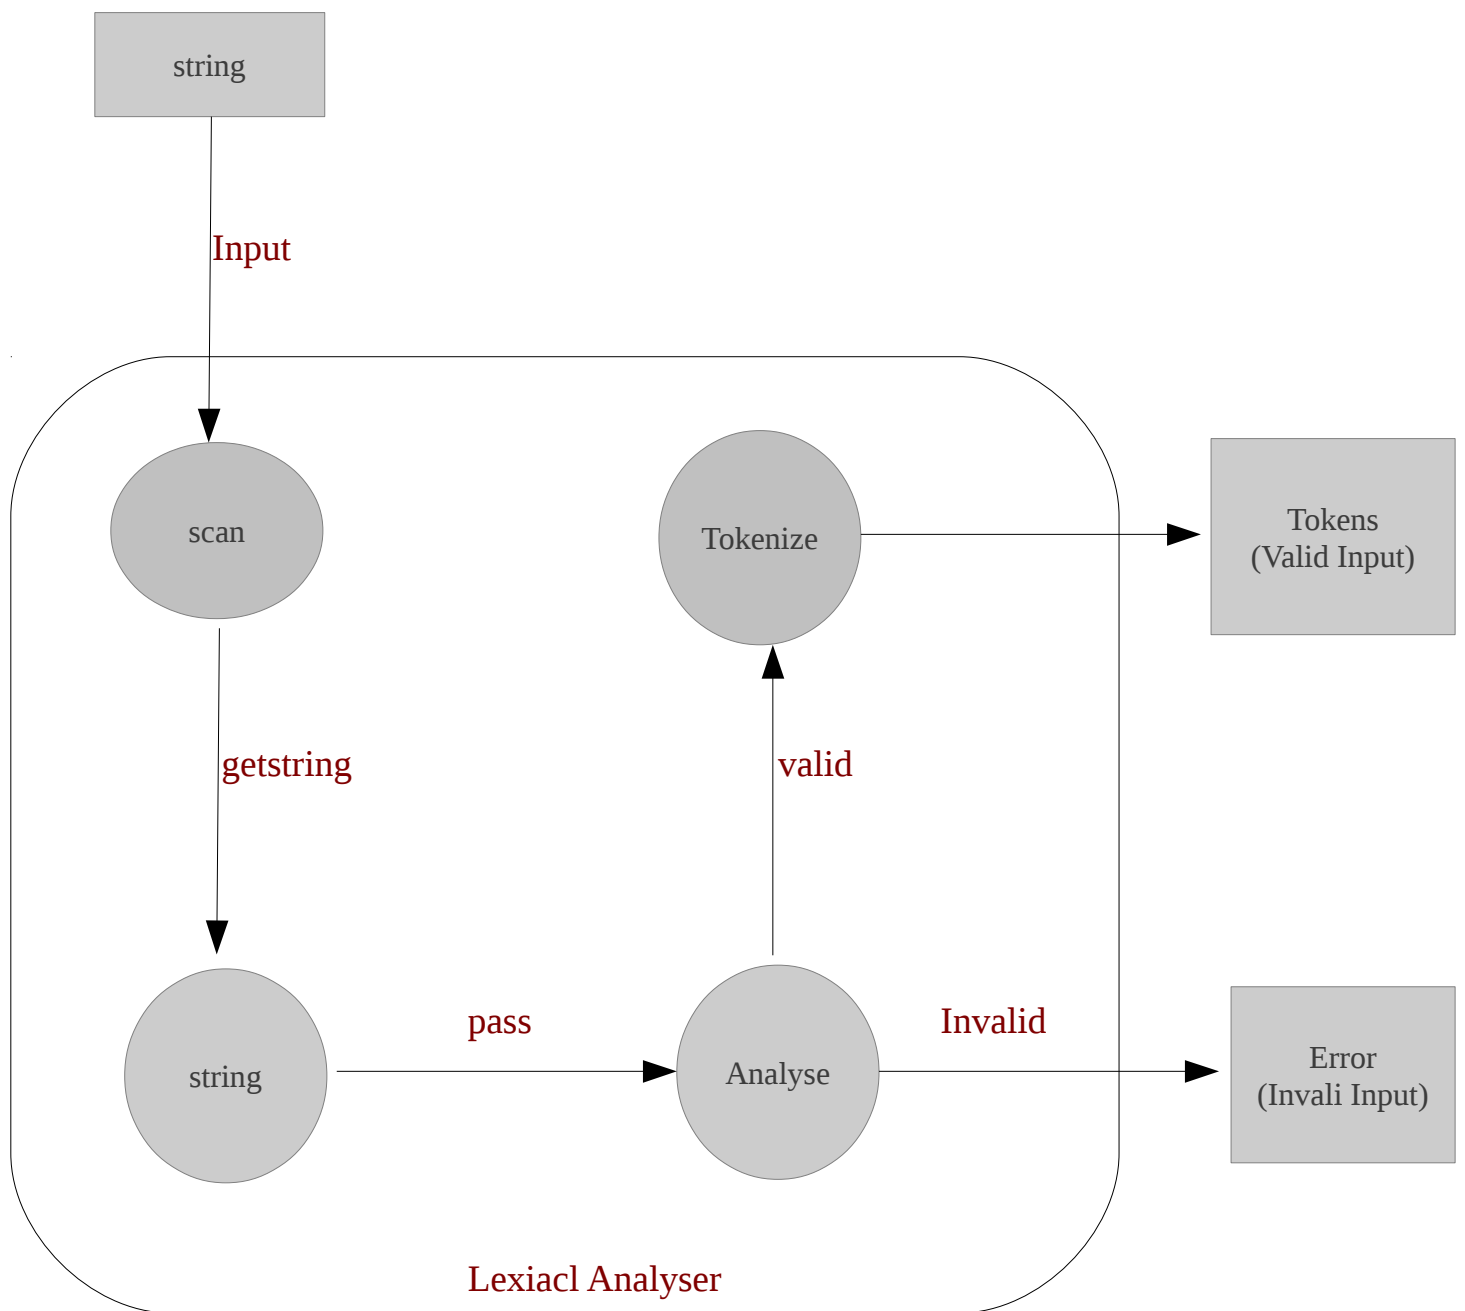 string
Input
scan
Tokenize
Tokens
(Valid Input)
getstring
valid
pass
Invalid
string
Analyse
Error
(Invali Input)
Lexiacl Analyser